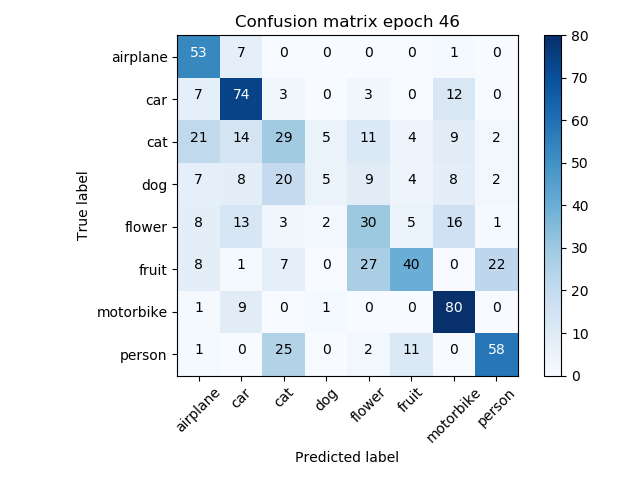 Confusion matrix epoch 46
airplane 53 7 0 0 0 0 1 0
car 7 74 3 0 3 0 12 0
cat 21 14 29 5 11 4 9 2
dog 7 8 20 5 9 4 8 2
flower 8 13 3 2 30 5 16 1
fruit 8 1 7 0 27 40 0 22
motorbike 1 9 0 1 0 0 80 0
person 1 0 25 0 2 11 0 58
airplane car cat dog flower fruit motorbike person
True label
Predicted label
80
70
60
50
40
30
20
10
0